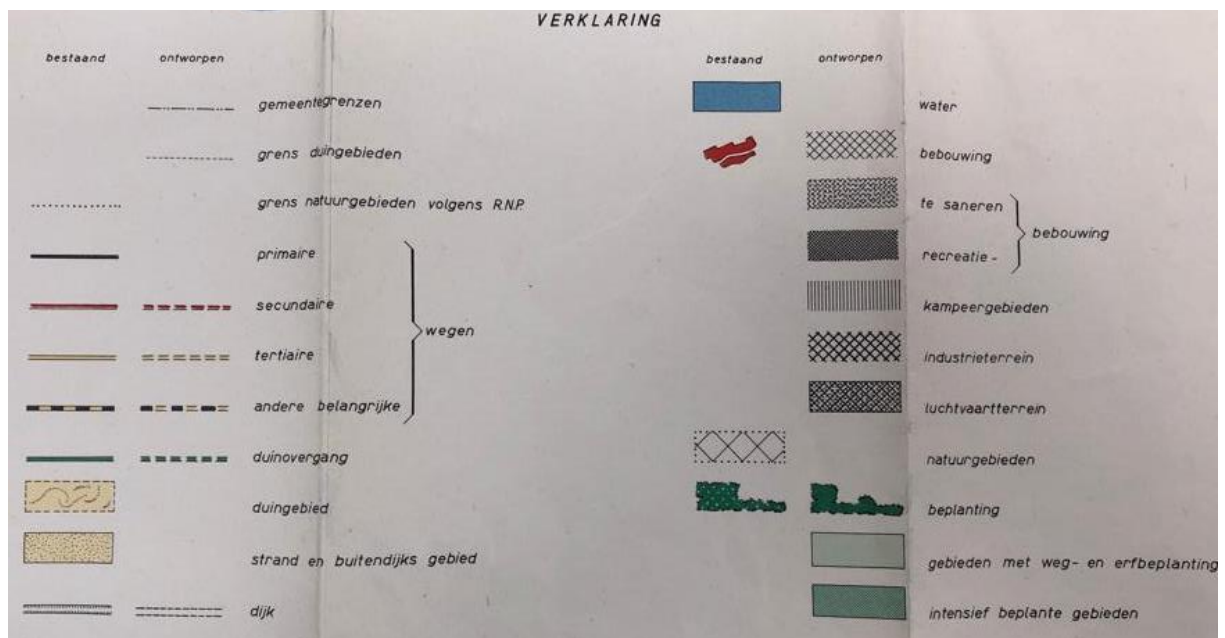 VERKLARING
bestaand ontworpen
gemeentegrenzen
grens duingebieden
grens natuurgebieden volgens R.N.P.
primaire
secundaire
wegen
tertiaire
andere belangrijke
duinovergang
duingebied
strand en buitendijks gebied
dijk
bestaand ontworpen
water
bebouwing
te saneren
bebouwing
recreatie-
kampeergebieden
industrieterrein
luchtvaartterrein
natuurgebieden
beplanting
gebieden met weg- en erfbeplanting
intensief beplante gebieden